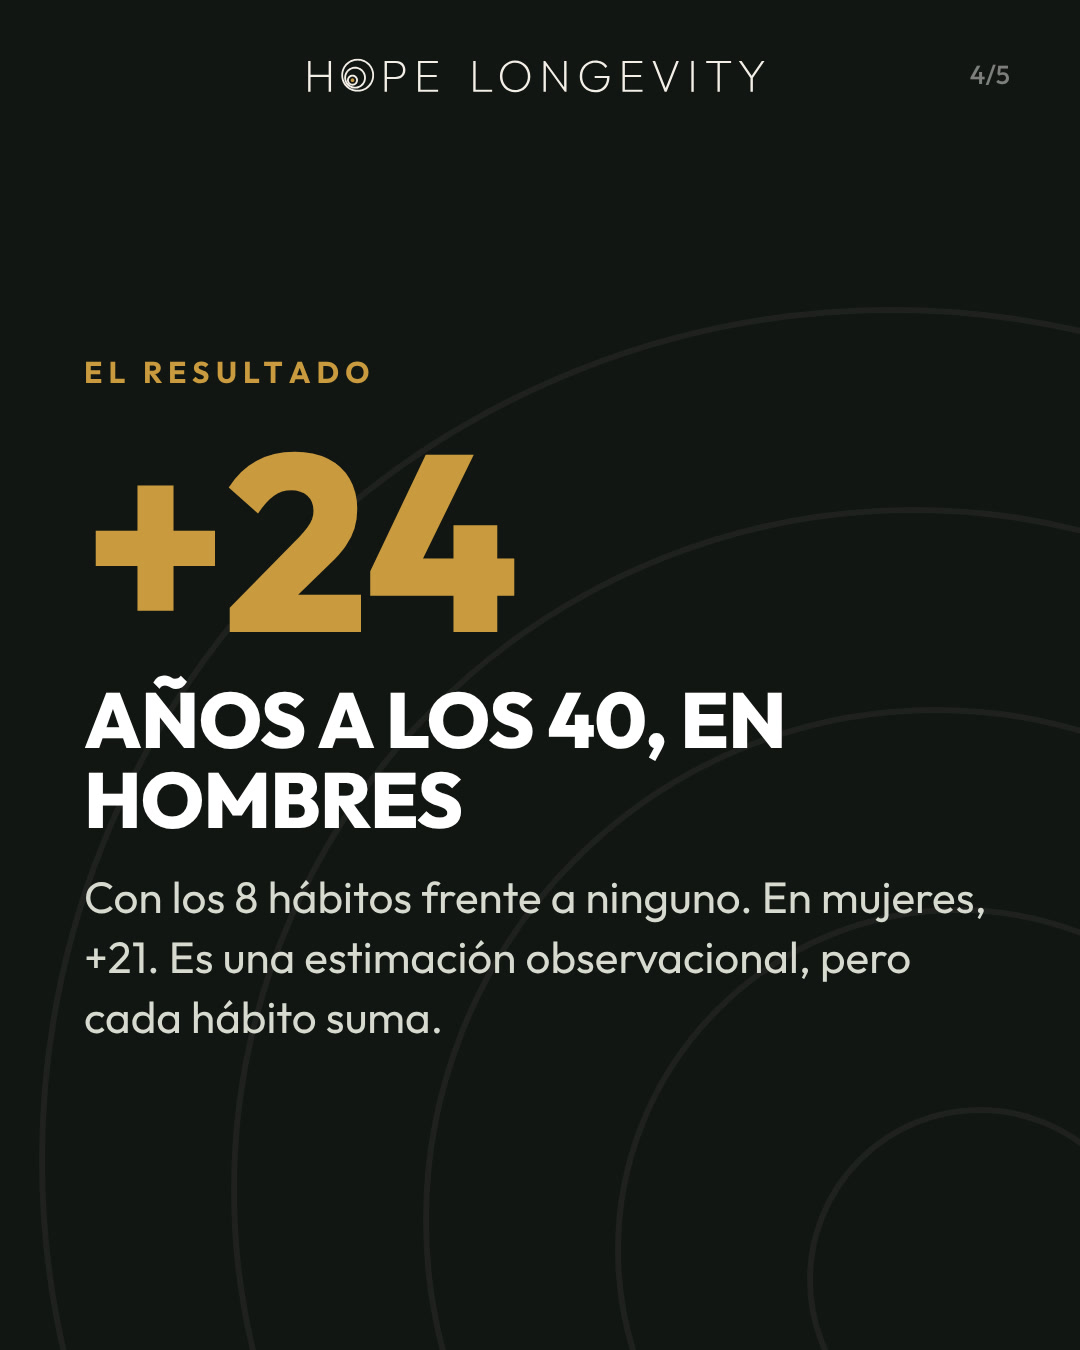 HOPE LONGEVITY
4/5
EL RESULTADO
+24
AÑOS A LOS 40, EN
HOMBRES
Con los 8 hábitos frente a ninguno. En mujeres,
+21. Es una estimación observacional, pero
cada hábito suma.